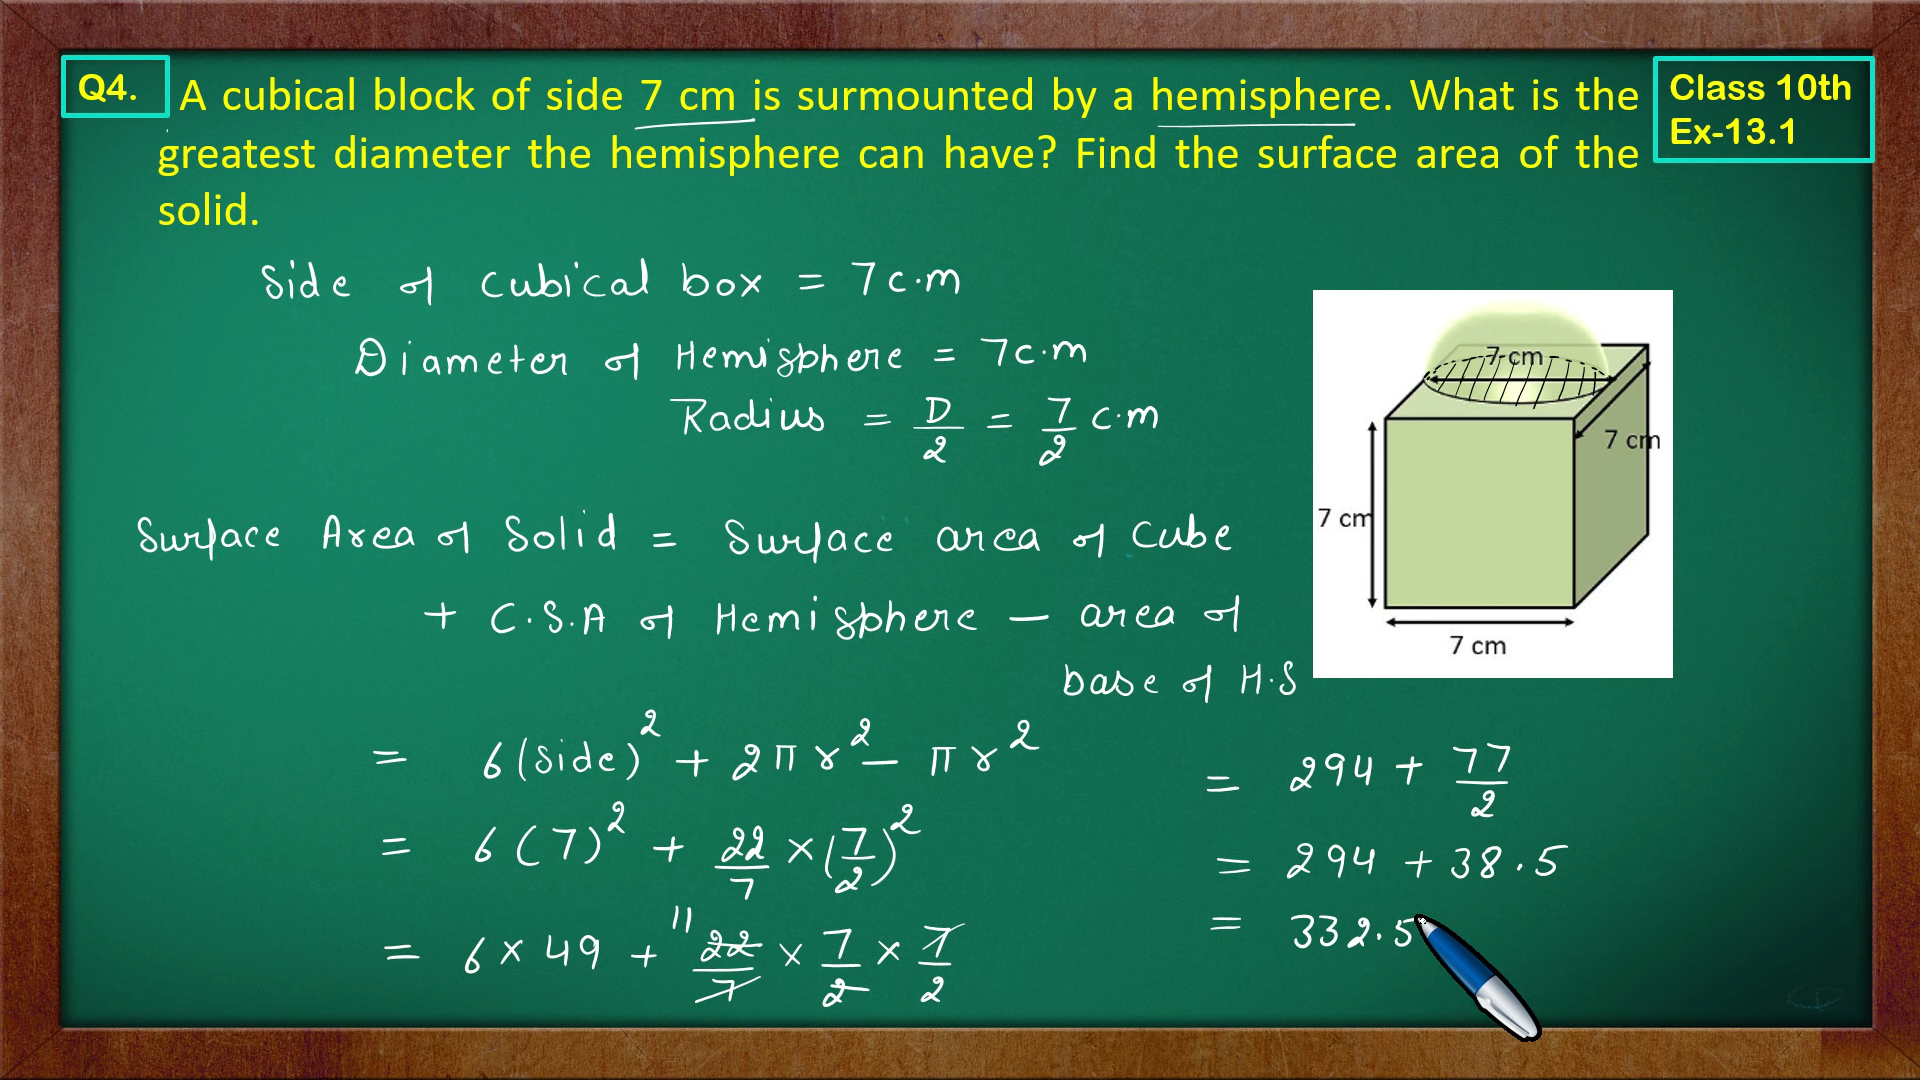 Q4.
A cubical block of side 7 cm is surmounted by a hemisphere. What is the
greatest diameter the hemisphere can have? Find the surface area of the
solid.
Class 10th
Ex-13.1
Side of cubical box = 7 c.m
Diameter of Hemisphere = 7 c.m
Radius = D/2 = 7/2 c.m
Surface Area of Solid = Surface area of Cube
+ C.S.A of Hemisphere - area of
base of H.S
= 6(Side)² + 2πr² - πr²
= 6(7)² + 22/7 × (7/2)²
= 6 × 49 + 11 22/7 × 7/2 × 7/2
= 294 + 77/2
= 294 + 38.5
= 332.5
7 cm
7 cm
7 cm
7 cm